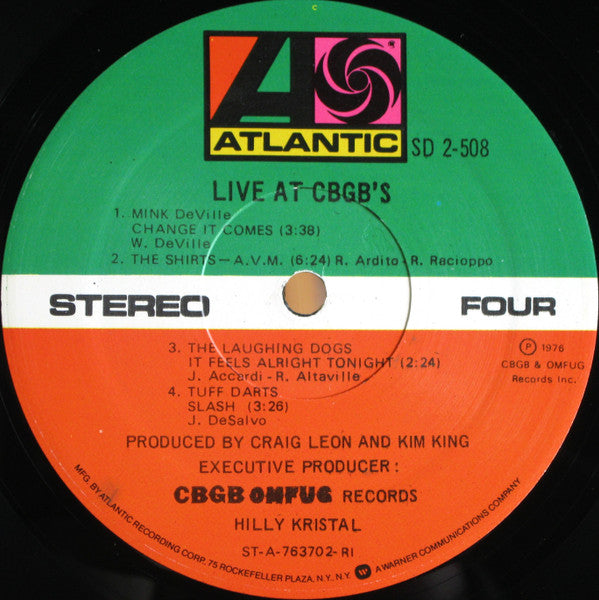 ATLANTIC
SD 2-508
LIVE AT CBGB'S
1. MINK DeVille
CHANGE IT COMES (3:38)
W. DeVille
2. THE SHIRTS — A.V.M. (6:24) R. Ardito - R. Racioppo
STEREO
FOUR
3. THE LAUGHING DOGS
IT FEELS ALRIGHT TONIGHT (2:24)
J. Accardi - R. Altaville
4. TUFF DARTS
SLASH (3:26)
J. DeSalvo
Ⓟ 1976
CBGB & OMFUG
Records Inc.
PRODUCED BY CRAIG LEON AND KIM KING
EXECUTIVE PRODUCER:
CBGB OMFUG RECORDS
HILLY KRISTAL
ST-A-763702-RI
MFG. BY ATLANTIC RECORDING CORP., 75 ROCKEFELLER PLAZA, N.Y., N.Y. W A WARNER COMMUNICATIONS COMPANY